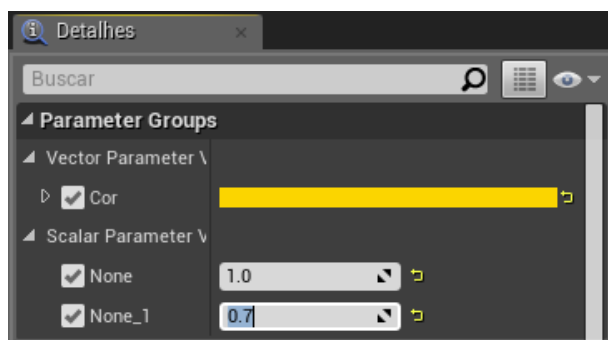 Detalhes
Buscar
Parameter Groups
Vector Parameter V
Cor
Scalar Parameter V
None 1.0
None_1 0.7